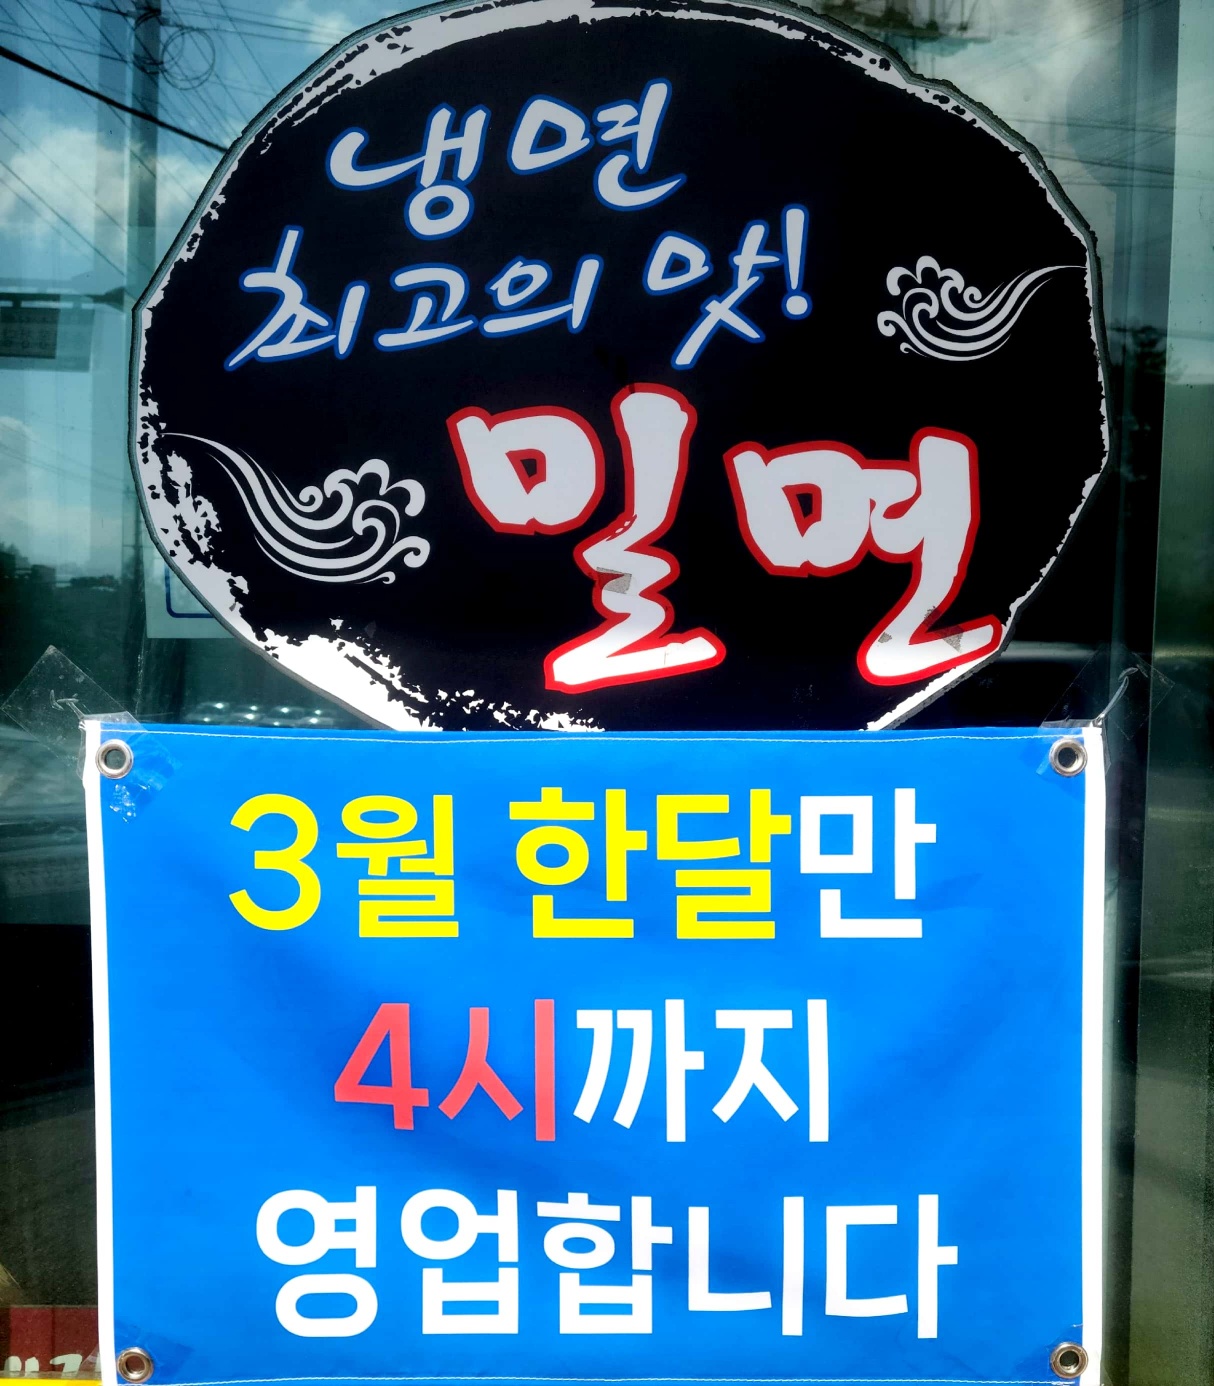 냉면
최고의 맛!
밀면
3월 한달만
4시까지
영업합니다